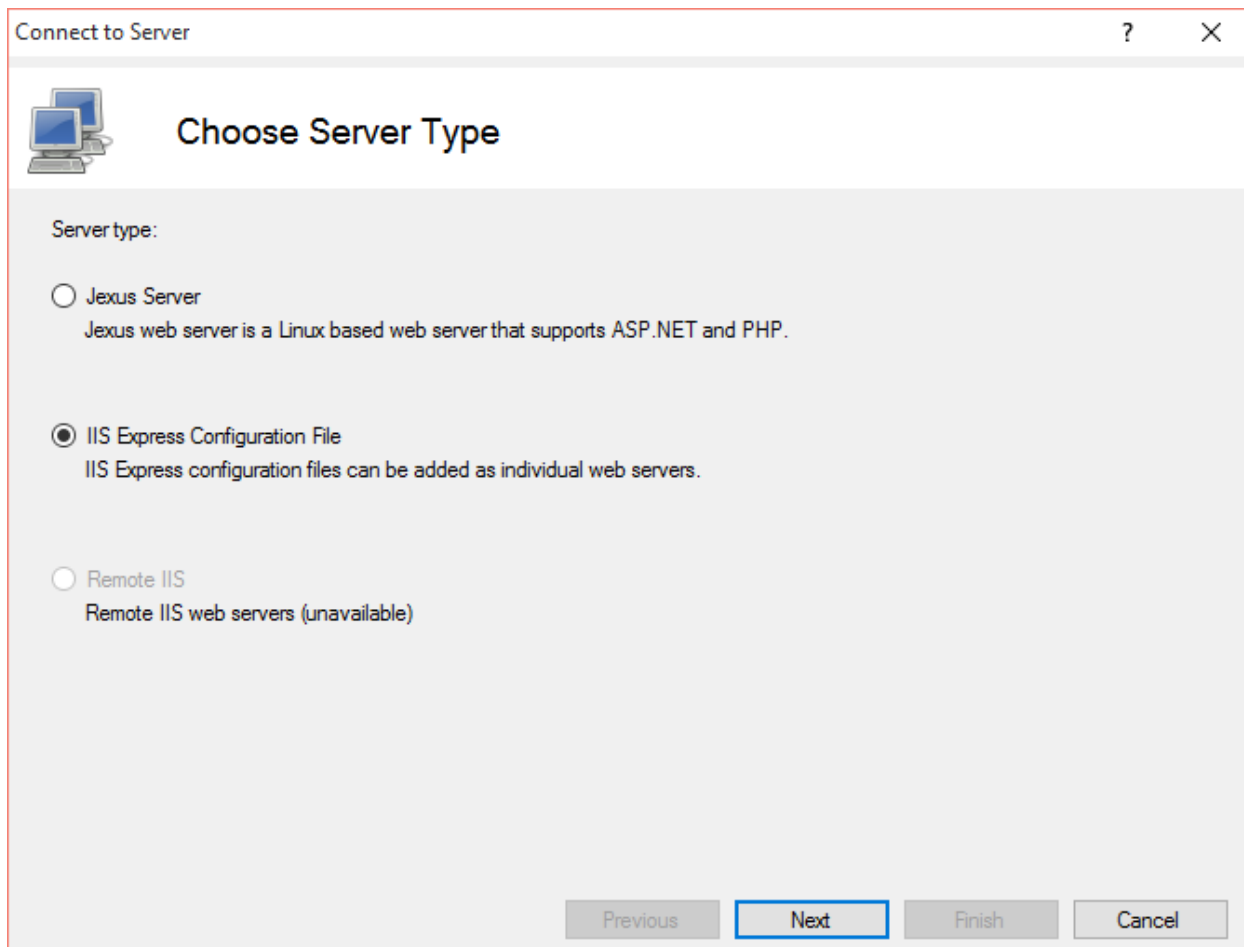 Connect to Server
?
Choose Server Type
Server type:
Jexus Server
Jexus web server is a Linux based web server that supports ASP.NET and PHP.
IIS Express Configuration File
IIS Express configuration files can be added as individual web servers.
Remote IIS
Remote IIS web servers (unavailable)
Previous Next Finish Cancel